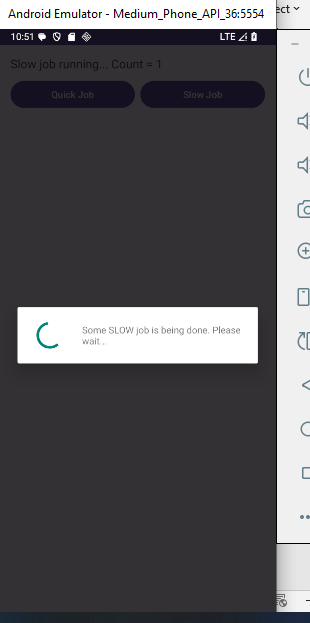 Android Emulator - Medium_Phone_API_36:5554
ect
10:51
LTE
Slow job running... Count = 1
Quick Job
Slow Job
Some SLOW job is being done. Please
wait...